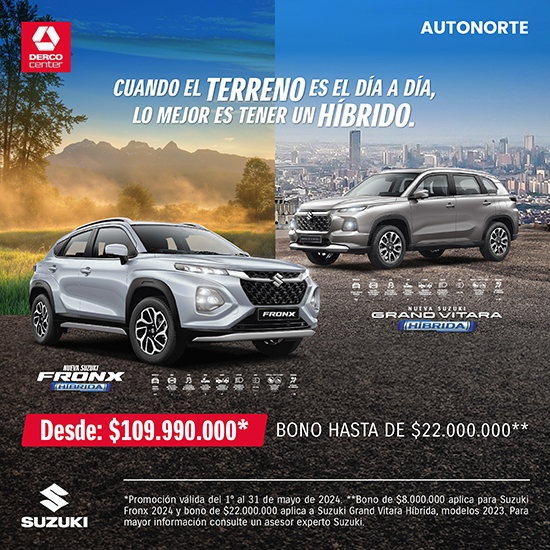 DERCO
center
AUTONORTE
CUANDO EL TERRENO ES EL DÍA A DÍA,
LO MEJOR ES TENER UN HÍBRIDO.
FRONX
NUEVA SUZUKI
GRAND VITARA
HÍBRIDA
NUEVA SUZUKI
FRONX
HÍBRIDA
Desde: $109.990.000*
BONO HASTA DE $22.000.000**
SUZUKI
*Promoción válida del 1° al 31 de mayo de 2024. **Bono de $8.000.000 aplica para Suzuki
Fronx 2024 y bono de $22.000.000 aplica a Suzuki Grand Vitara Híbrida, modelos 2023. Para
mayor información consulte un asesor experto Suzuki.